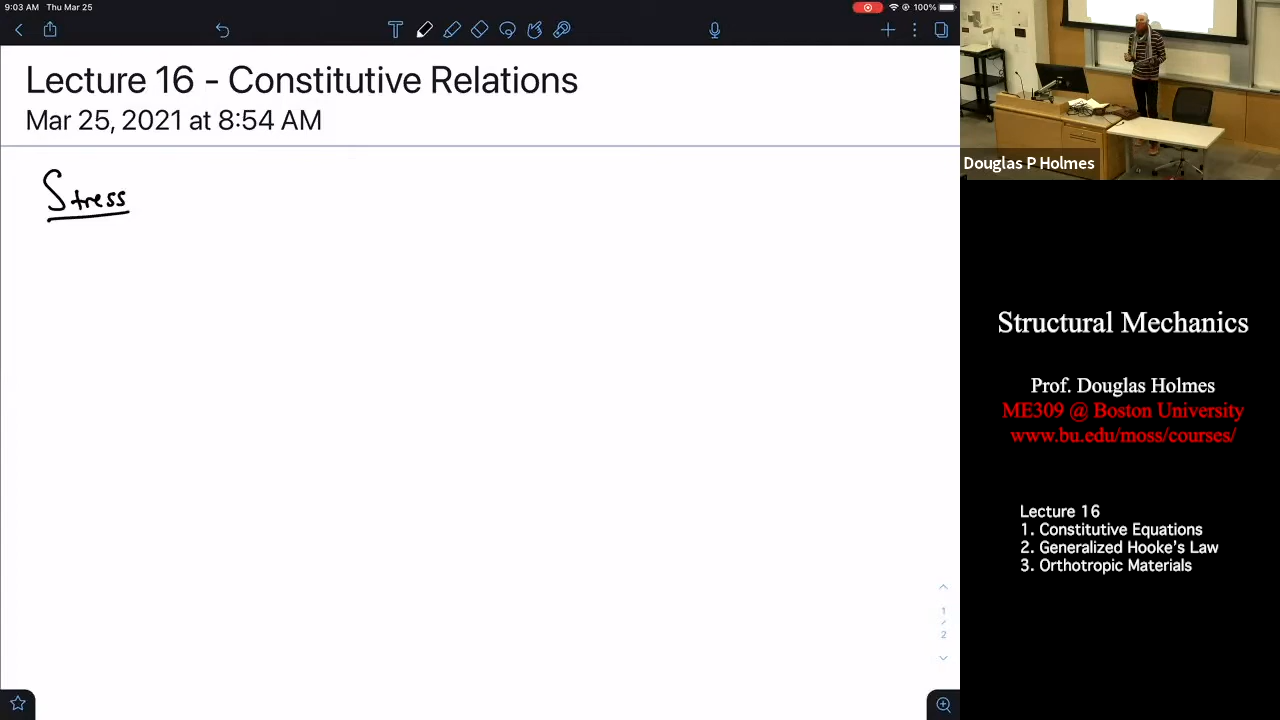 9:03 AM Thu Mar 25
100%
Lecture 16 - Constitutive Relations
Mar 25, 2021 at 8:54 AM
Stress
1
/
2
Douglas P Holmes
Structural Mechanics
Prof. Douglas Holmes
ME309 @ Boston University
www.bu.edu/moss/courses/
Lecture 16
1. Constitutive Equations
2. Generalized Hooke's Law
3. Orthotropic Materials